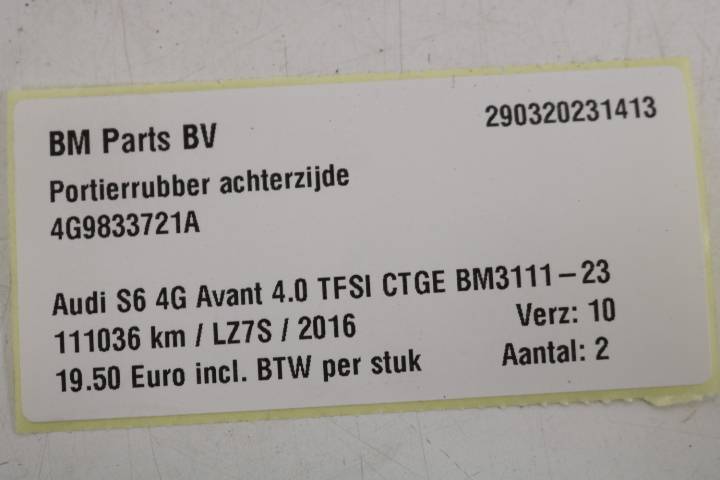 BM Parts BV 290320231413
Portierrubber achterzijde
4G9833721A
Audi S6 4G Avant 4.0 TFSI CTGE BM3111-23
111036 km / LZ7S / 2016 Verz: 10
19.50 Euro incl. BTW per stuk Aantal: 2